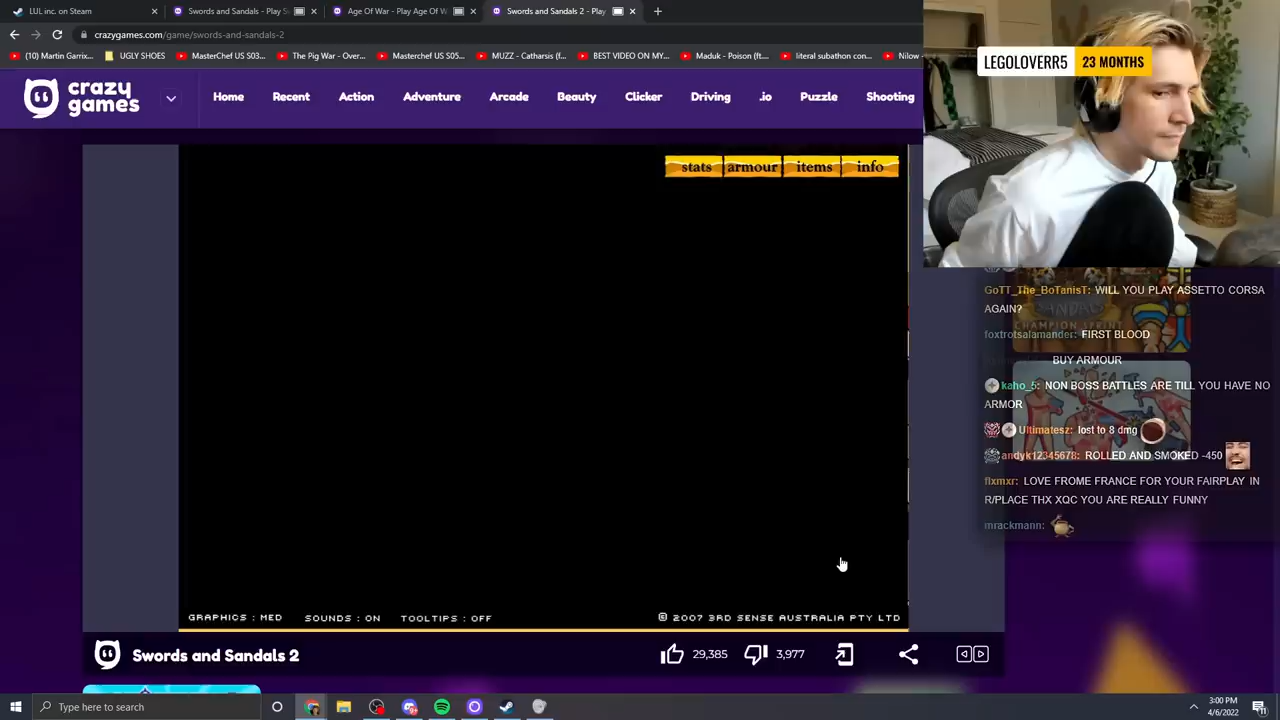 LUL inc. on Steam
Swords and Sandals - Play S
Age Of War - Play Age Of W
Swords and Sandals 2 - Play
crazygames.com/game/swords-and-sandals-2
(10) Martin Garrix
UGLY SHOES
MasterChef US S03
The Pig War -
Masterchef US
MUZZ - Catharsis (f...
BEST VIDEO ON MY...
Miduk - Poison (ft....
literal subathon con...
Nilow
crazy games
Home
Recent
Action
Adventur
Arcade
Beauty
Clicker
Driving
.io
Puzzle
Shooting
LEGOLOVERR5 23 MONTHS
stats
armour
items
info
GoTT_The_BoTanisT: WILL YOU PLAY ASSETTO CORSA
AGAIN?
foxtrotsalamander: FIRST BLOOD
BUY ARMOUR
kaho_5: NON BOSS BATTLES ARE TILL YOU HAVE NO
ARMOR
Ultimatesz: lost to 8 dmg
andyk12345678: ROLLED AND SMOKED -450
flxmxr: LOVE FROME FRANCE FOR YOUR FAIRPLAY IN
R/PLACE THX XQC YOU ARE REALLY FUNNY
mrackmann:
CHAMPION SPRINT
GRAPHICS : MED
SOUNDS : ON
TOOLTIPS : OFF
© 2007 3RD SENSE AUSTRALIA PTY LTD
Swords and Sandals 2
29,385
3,977
Type here to search
3:00 PM
4/6/2022